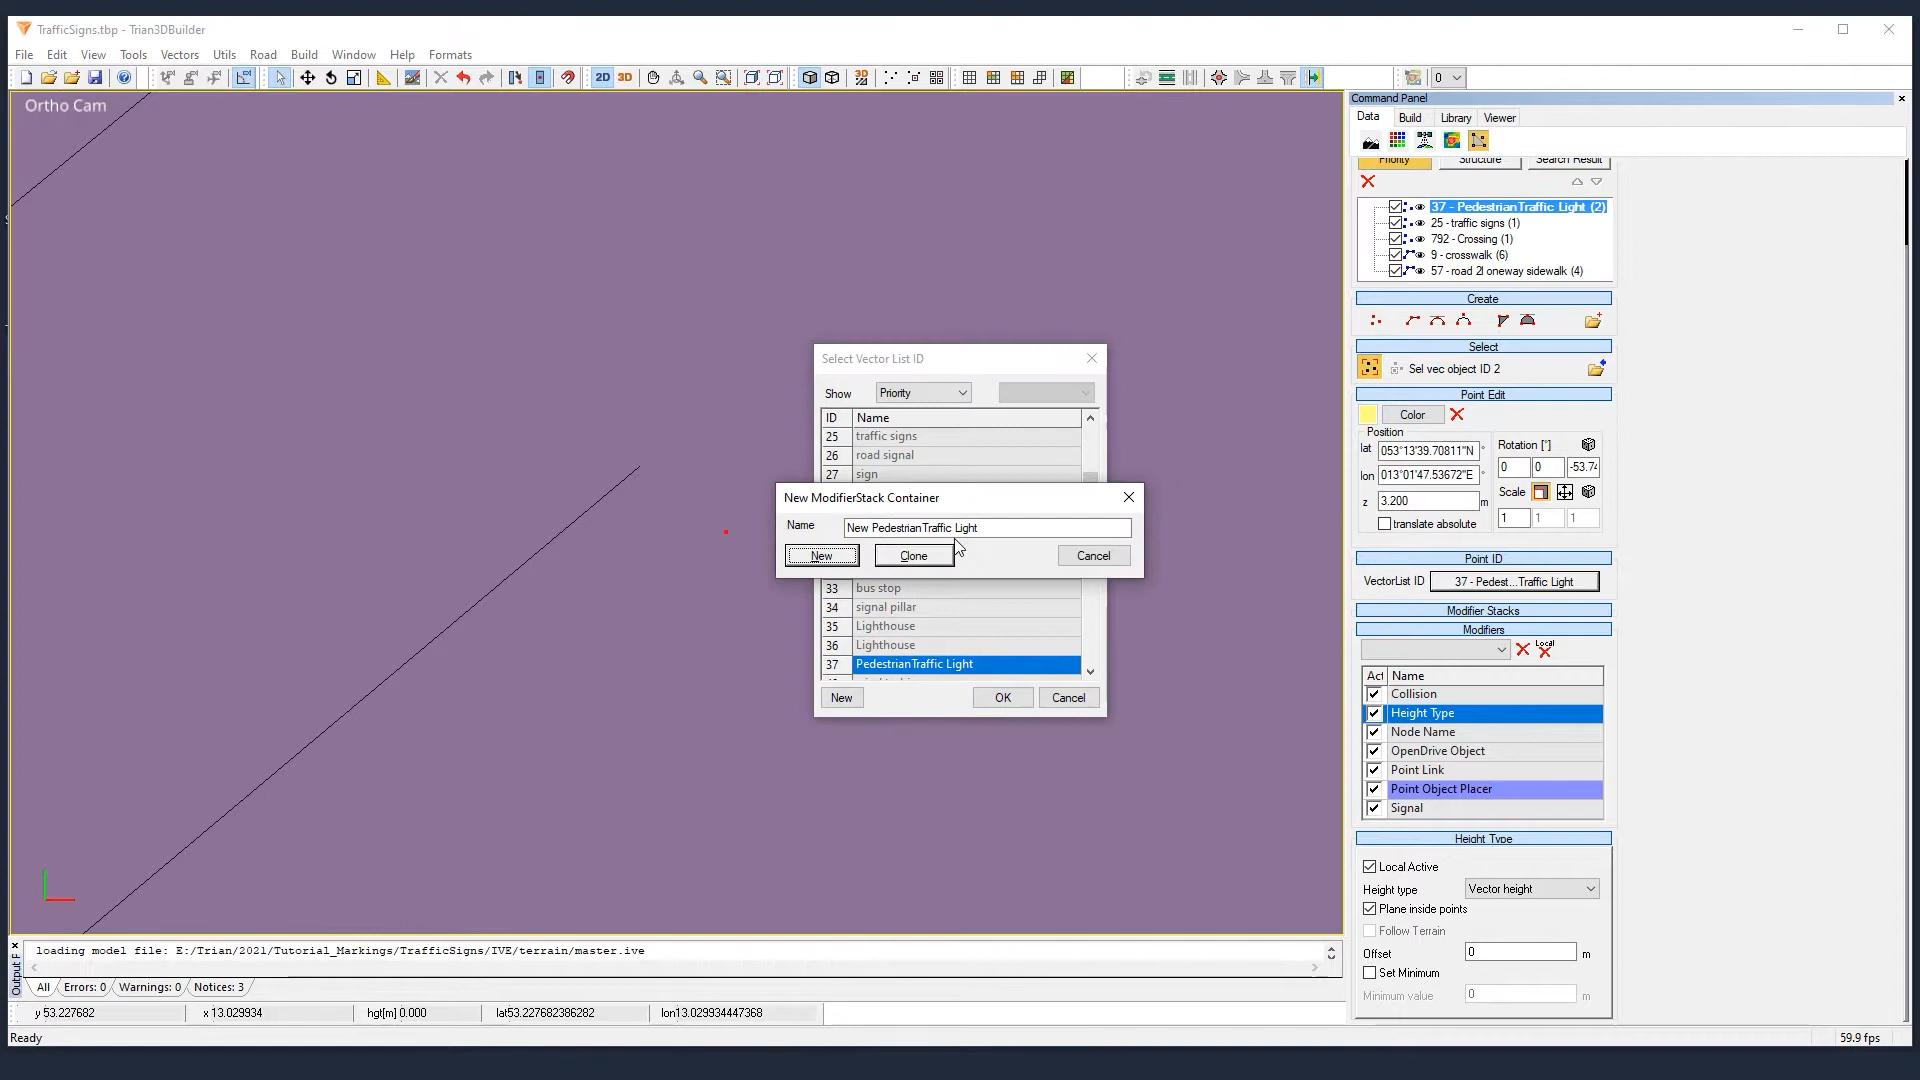 TrafficSigns.tbp - Trian3DBuilder
File Edit View Tools Vectors Utils Road Build Window Help Formats
2D 3D 3D 0
Ortho Cam
Command Panel
Data Build Library Viewer
Priority Structure Search Result
37 - PedestrianTraffic Light (2)
25 - traffic signs (1)
792 - Crossing (1)
9 - crosswalk (6)
57 - road 2l oneway sidewalk (4)
Create
Select
Sel vec object ID 2
Point Edit
Color
Position
lat 053°13'39.70811"N °
lon 013°01'47.53672"E °
z 3.200 m
translate absolute
Rotation [°]
0 0 -53.74
Scale
1 1 1
Point ID
VectorList ID 37 - Pedest...Traffic Light
Modifier Stacks
Modifiers
Local
Act Name
Collision
Height Type
Node Name
OpenDrive Object
Point Link
Point Object Placer
Signal
Height Type
Local Active
Height type Vector height
Plane inside points
Follow Terrain
Offset 0 m
Set Minimum
Minimum value 0 m
Select Vector List ID
Show Priority
ID Name
25 traffic signs
26 road signal
27 sign
New ModifierStack Container
Name New PedestrianTraffic Light
New Clone Cancel
33 bus stop
34 signal pillar
35 Lighthouse
36 Lighthouse
37 PedestrianTraffic Light
New OK Cancel
Output F
loading model file: E:/Trian/2021/Tutorial_Markings/TrafficSigns/IVE/terrain/master.ive
All Errors: 0 Warnings: 0 Notices: 3
y 53.227682 x 13.029934 hgt[m] 0.000 lat53.227682386282 lon13.029934447368
Ready 59.9 fps